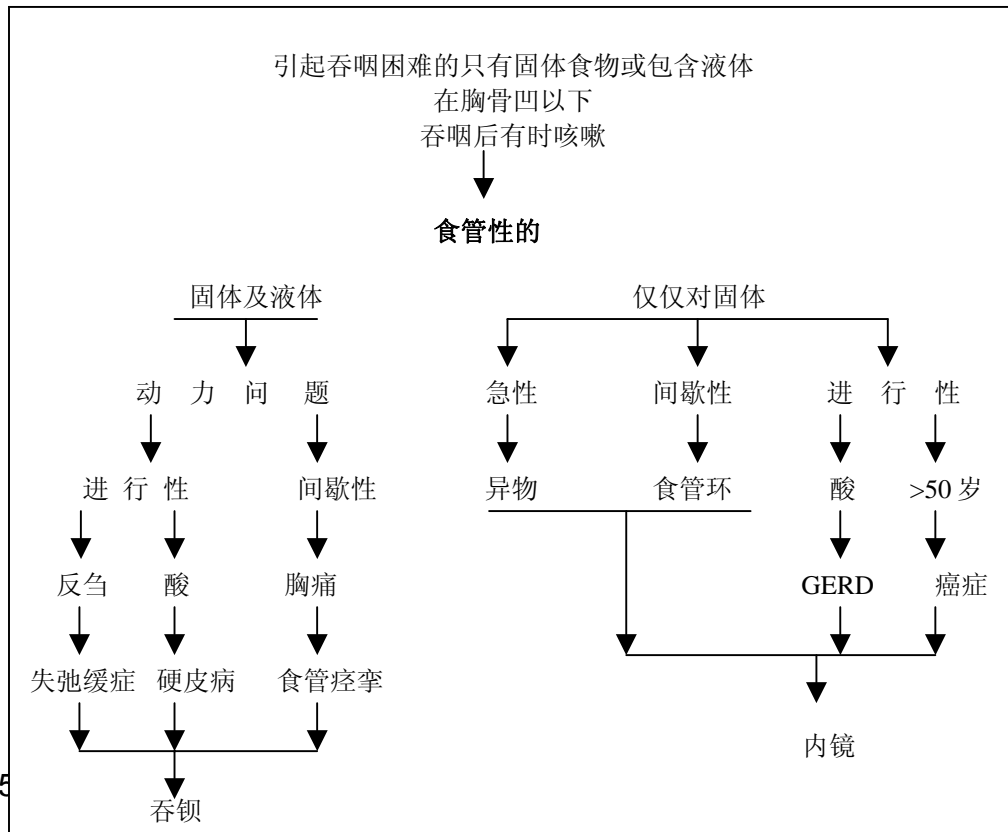 引起吞咽困难的只有固体食物或包含液体
在胸骨凹以下
吞咽后有时咳嗽
食管性的
固体及液体 仅仅对固体
动力问题 急性 间歇性 进行性
进行性 间歇性 异物 食管环 酸 >50岁
反刍 酸 胸痛 GERD 癌症
失弛缓症 硬皮病 食管痉挛
内镜
5
吞钡